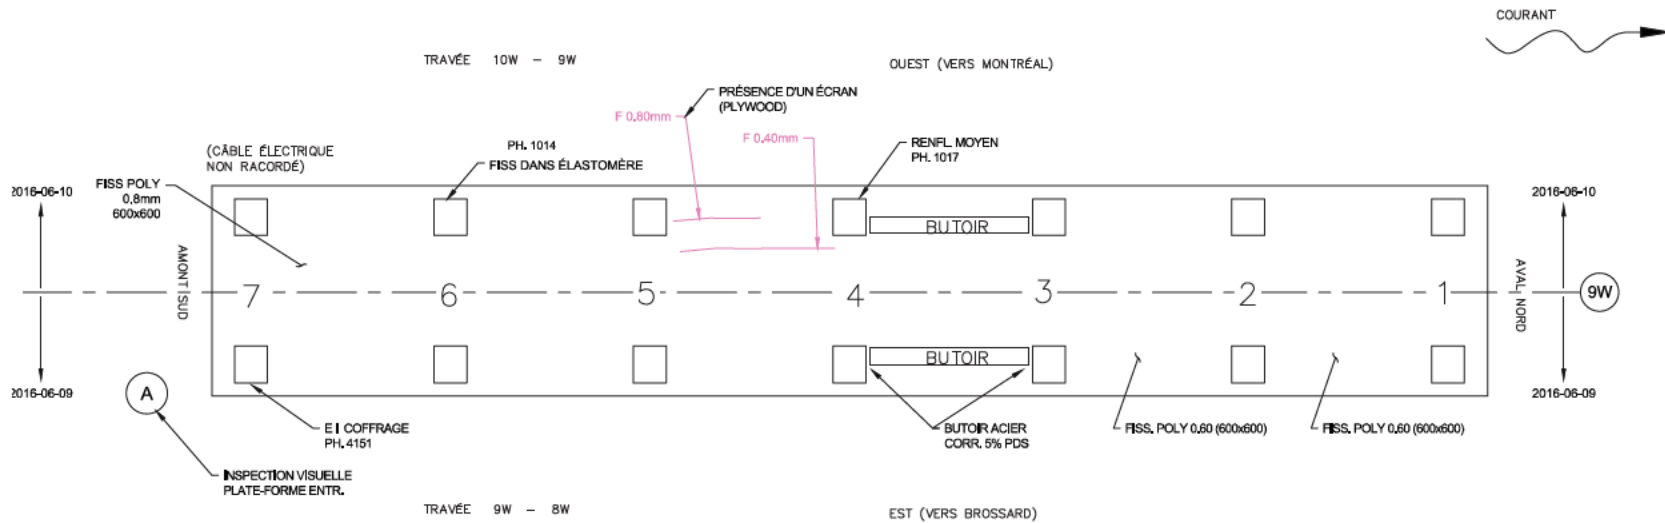 COURANT
TRAVÉE 10W - 9W
OUEST (VERS MONTRÉAL)
PRÉSENCE D'UN ÉCRAN
(PLYWOOD)
F 0.80mm
F 0.40mm
(CÂBLE ÉLECTRIQUE
NON RACORDÉ)
PH. 1014
FISS DANS ÉLASTOMÈRE
RENFL. MOYEN
PH. 1017
FISS POLY
0,8mm
600x600
2016-06-10
2016-06-10
BUTOIR
AMONT SUD
7 6 5 4 3 2 1
AVAL NORD
9W
BUTOIR
2016-06-09
2016-06-09
A
E I COFFRAGE
PH. 4151
BUTOIR ACIER
CORR. 5% PDS
FISS. POLY 0.60 (600x600)
FISS. POLY 0.60 (600x600)
INSPECTION VISUELLE
PLATE-FORME ENTR.
TRAVÉE 9W - 8W
EST (VERS BROSSARD)